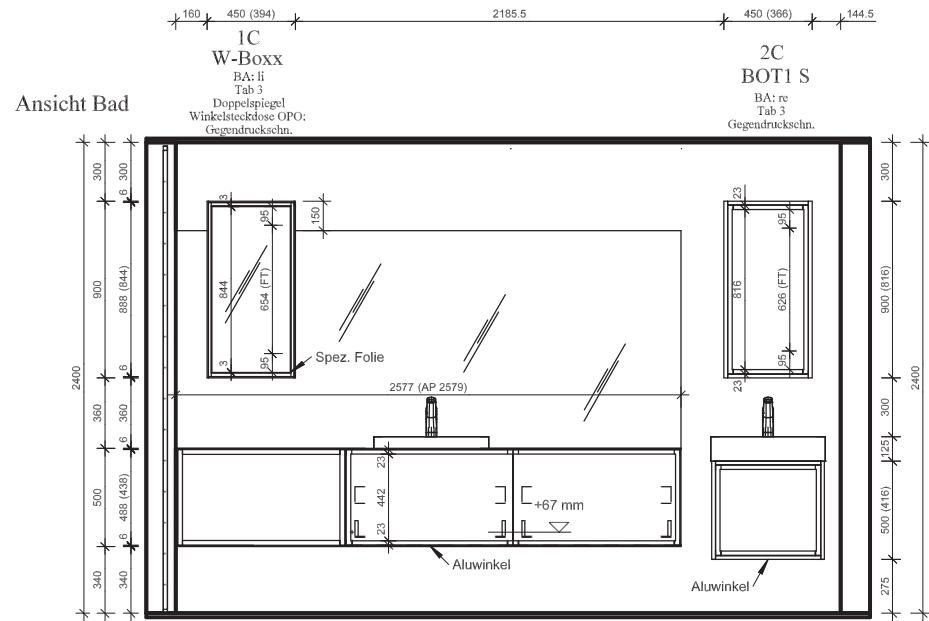 160
450 (394)
2185.5
450 (366)
144.5
1C
W-Boxx
BA: li
Tab 3
Doppelspiegel
Winkelsteckdose OPO:
Gegendruckschn.
2C
BOT1 S
BA: re
Tab 3
Gegendruckschn.
Ansicht Bad
300
300
6
900
888 (844)
6
2400
360
360
6
500
488 (438)
6
340
340
3
95
150
844
654 (FT)
3
95
Spez. Folie
2577 (AP 2579)
23
442
23
+67 mm
Aluwinkel
23
95
816
626 (FT)
95
23
Aluwinkel
300
900 (816)
2400
300
125
500 (416)
275